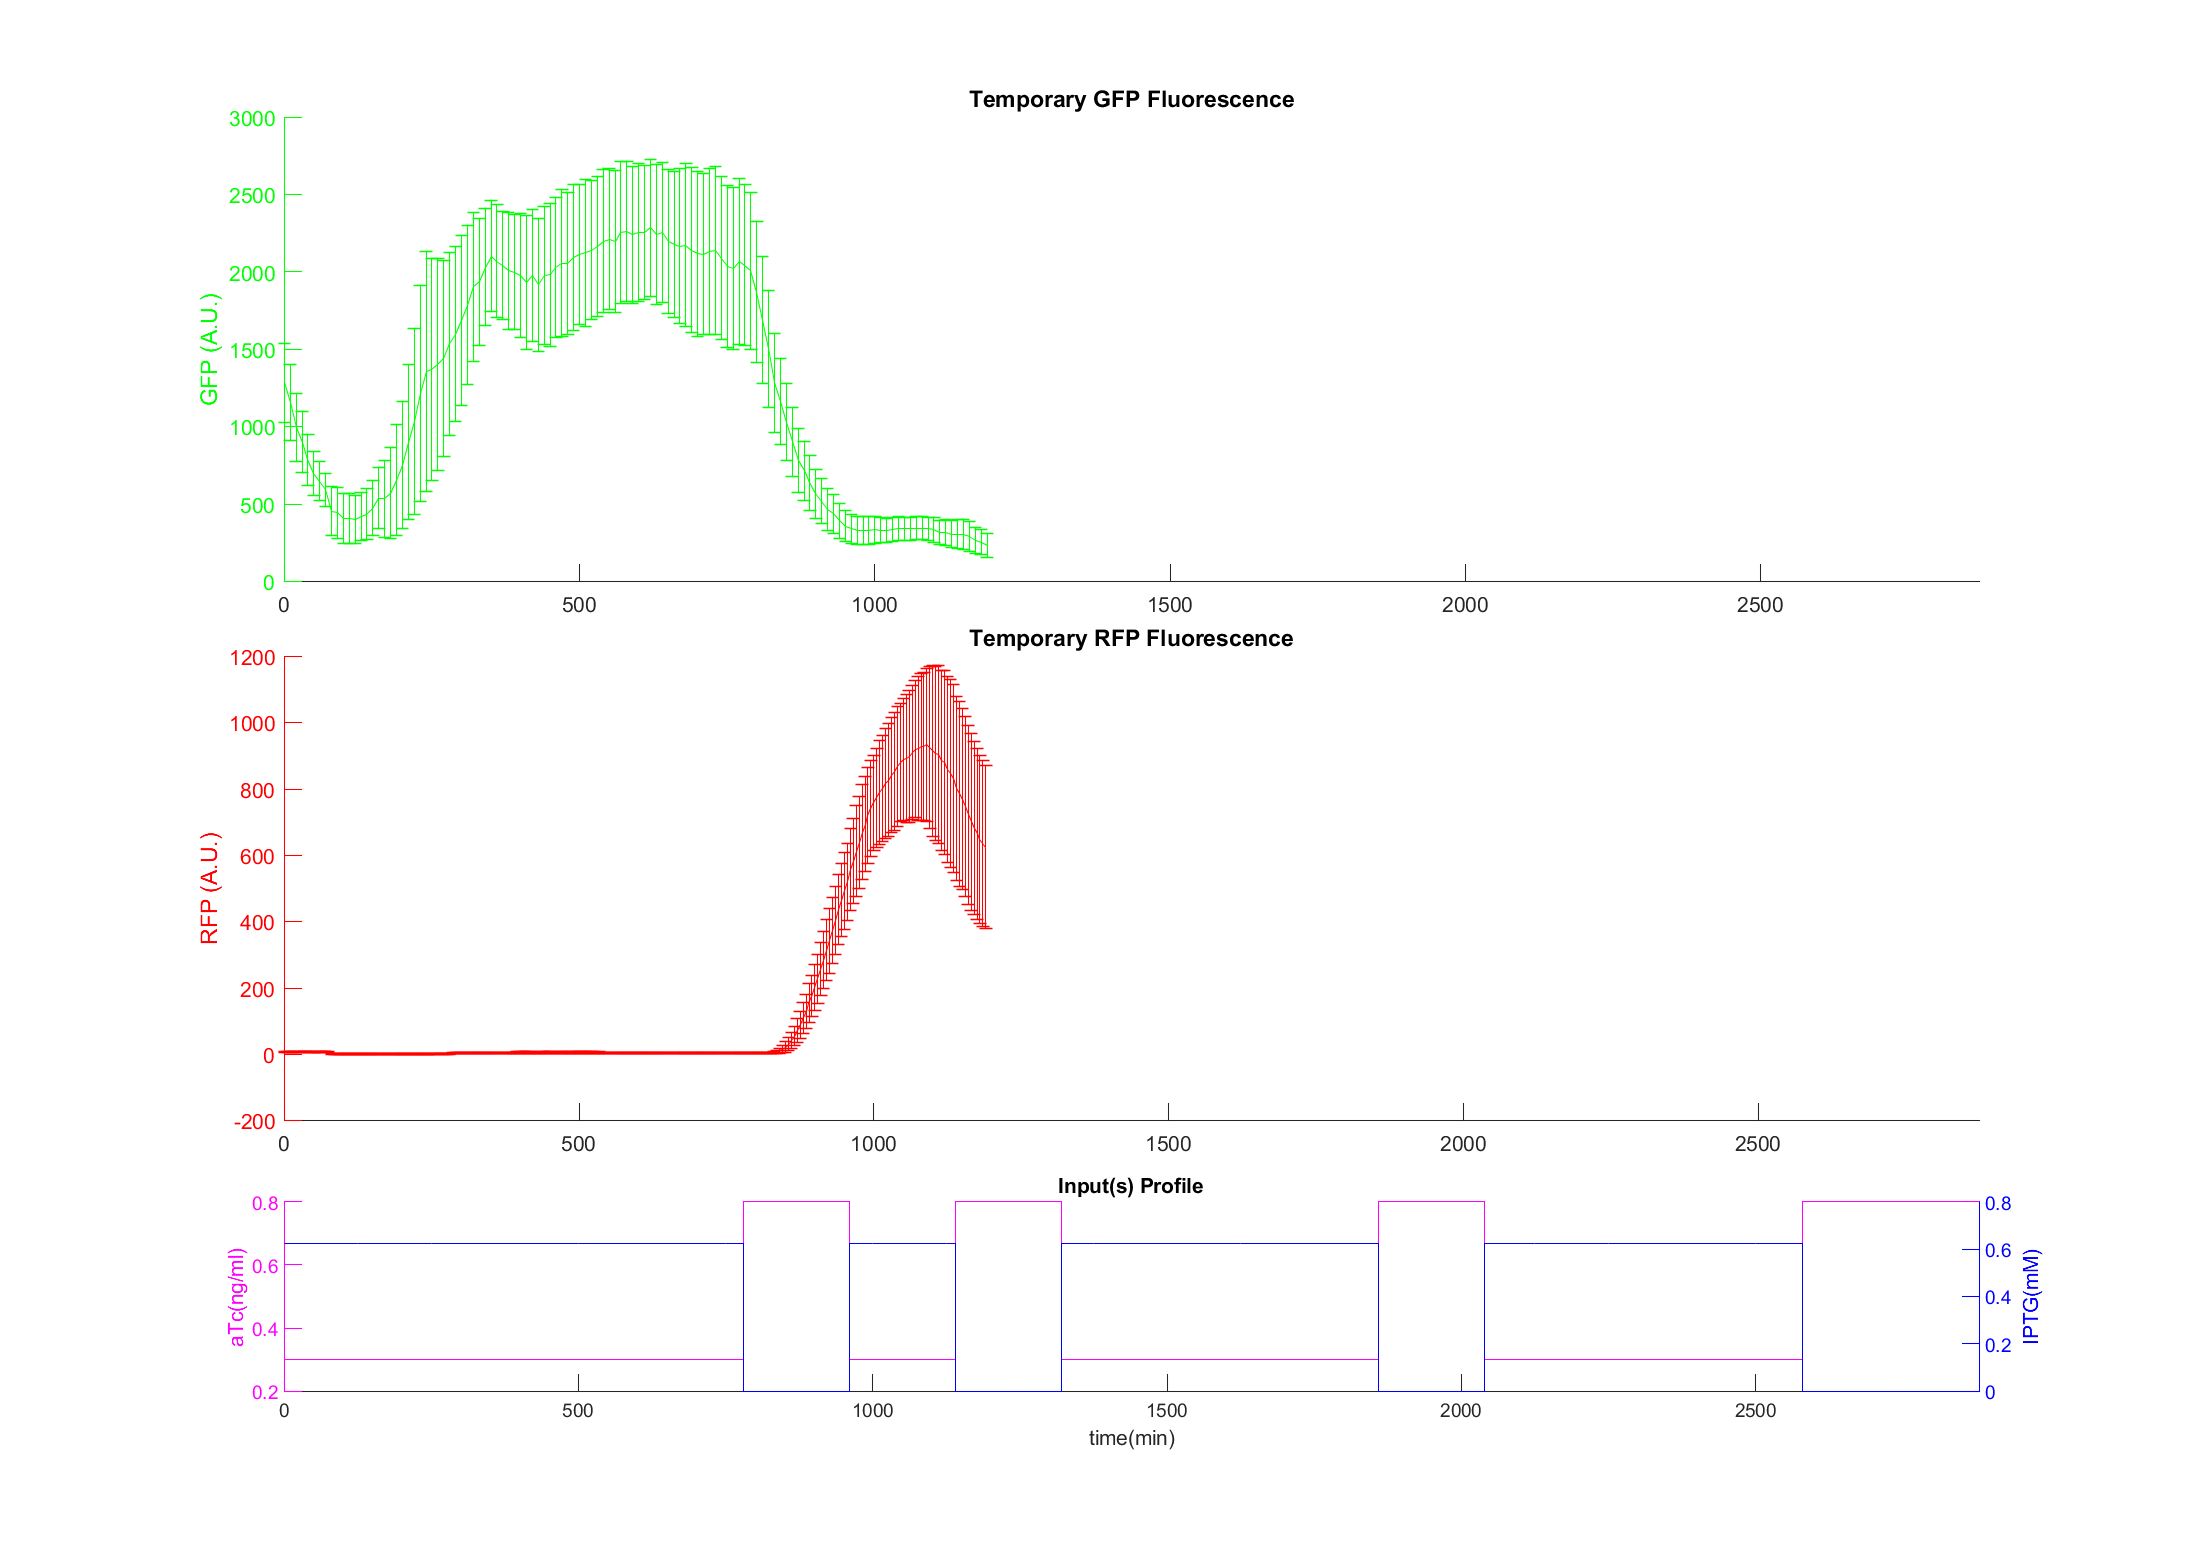 Temporary GFP Fluorescence
3000
2500
2000
1500
1000
500
0
GFP (A.U.)
0 500 1000 1500 2000 2500
Temporary RFP Fluorescence
1200
1000
800
600
400
200
0
-200
RFP (A.U.)
0 500 1000 1500 2000 2500
Input(s) Profile
0.8
0.6
0.4
0.2
aTc(ng/ml)
0.8
0.6
0.4
0.2
0
IPTG(mM)
0 500 1000 1500 2000 2500
time(min)